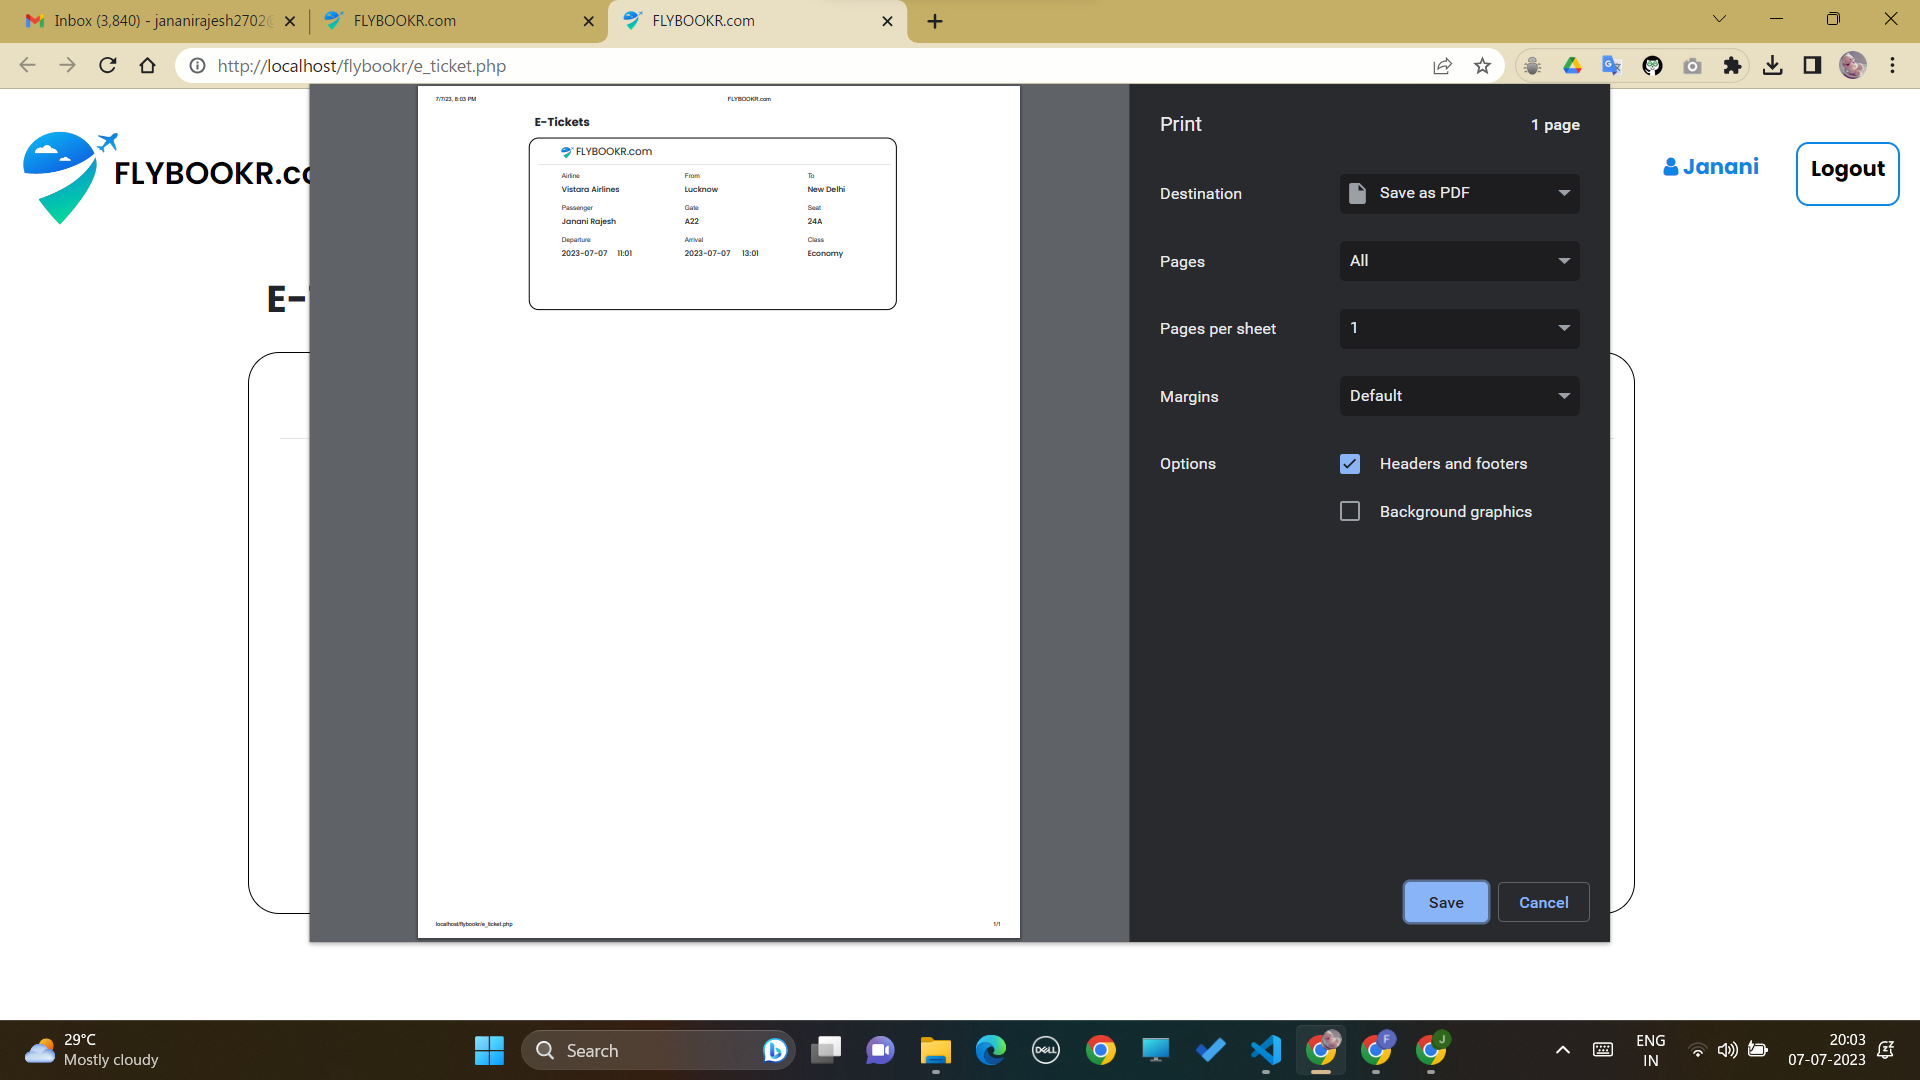 Inbox (3,840) - jananirajesh2702@
FLYBOOKR.com
FLYBOOKR.com
http://localhost/flybookr/e_ticket.php
FLYBOOKR.co
Janani
Logout
E-
7/7/23, 8:03 PM FLYBOOKR.com
E-Tickets
FLYBOOKR.com
Airline From To
Vistara Airlines Lucknow New Delhi
Passenger Gate Seat
Janani Rajesh A22 24A
Departure Arrival Class
2023-07-07 11:01 2023-07-07 13:01 Economy
localhost/flybookr/e_ticket.php 1/1
Print 1 page
Destination Save as PDF
Pages All
Pages per sheet 1
Margins Default
Options Headers and footers
Background graphics
Save Cancel
29°C
Mostly cloudy
Search
DELL
F
J
ENG
IN
20:03
07-07-2023